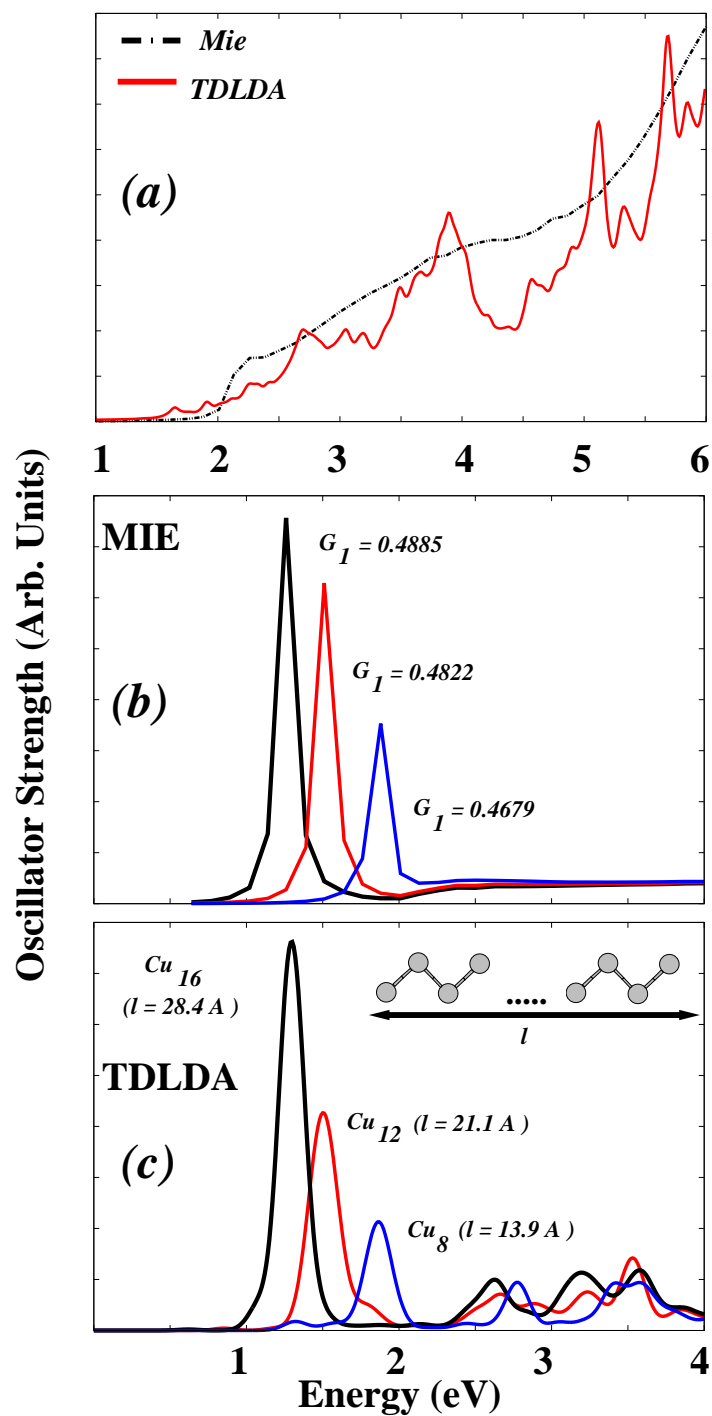 Mie
TDLDA
(a)
1 2 3 4 5 6
Oscillator Strength (Arb. Units)
MIE
G1 = 0.4885
G1 = 0.4822
(b)
G1 = 0.4679
Cu16
(l = 28.4 A )
.....
l
TDLDA
Cu12 (l = 21.1 A )
(c)
Cu8 (l = 13.9 A )
1 2 3 4
Energy (eV)